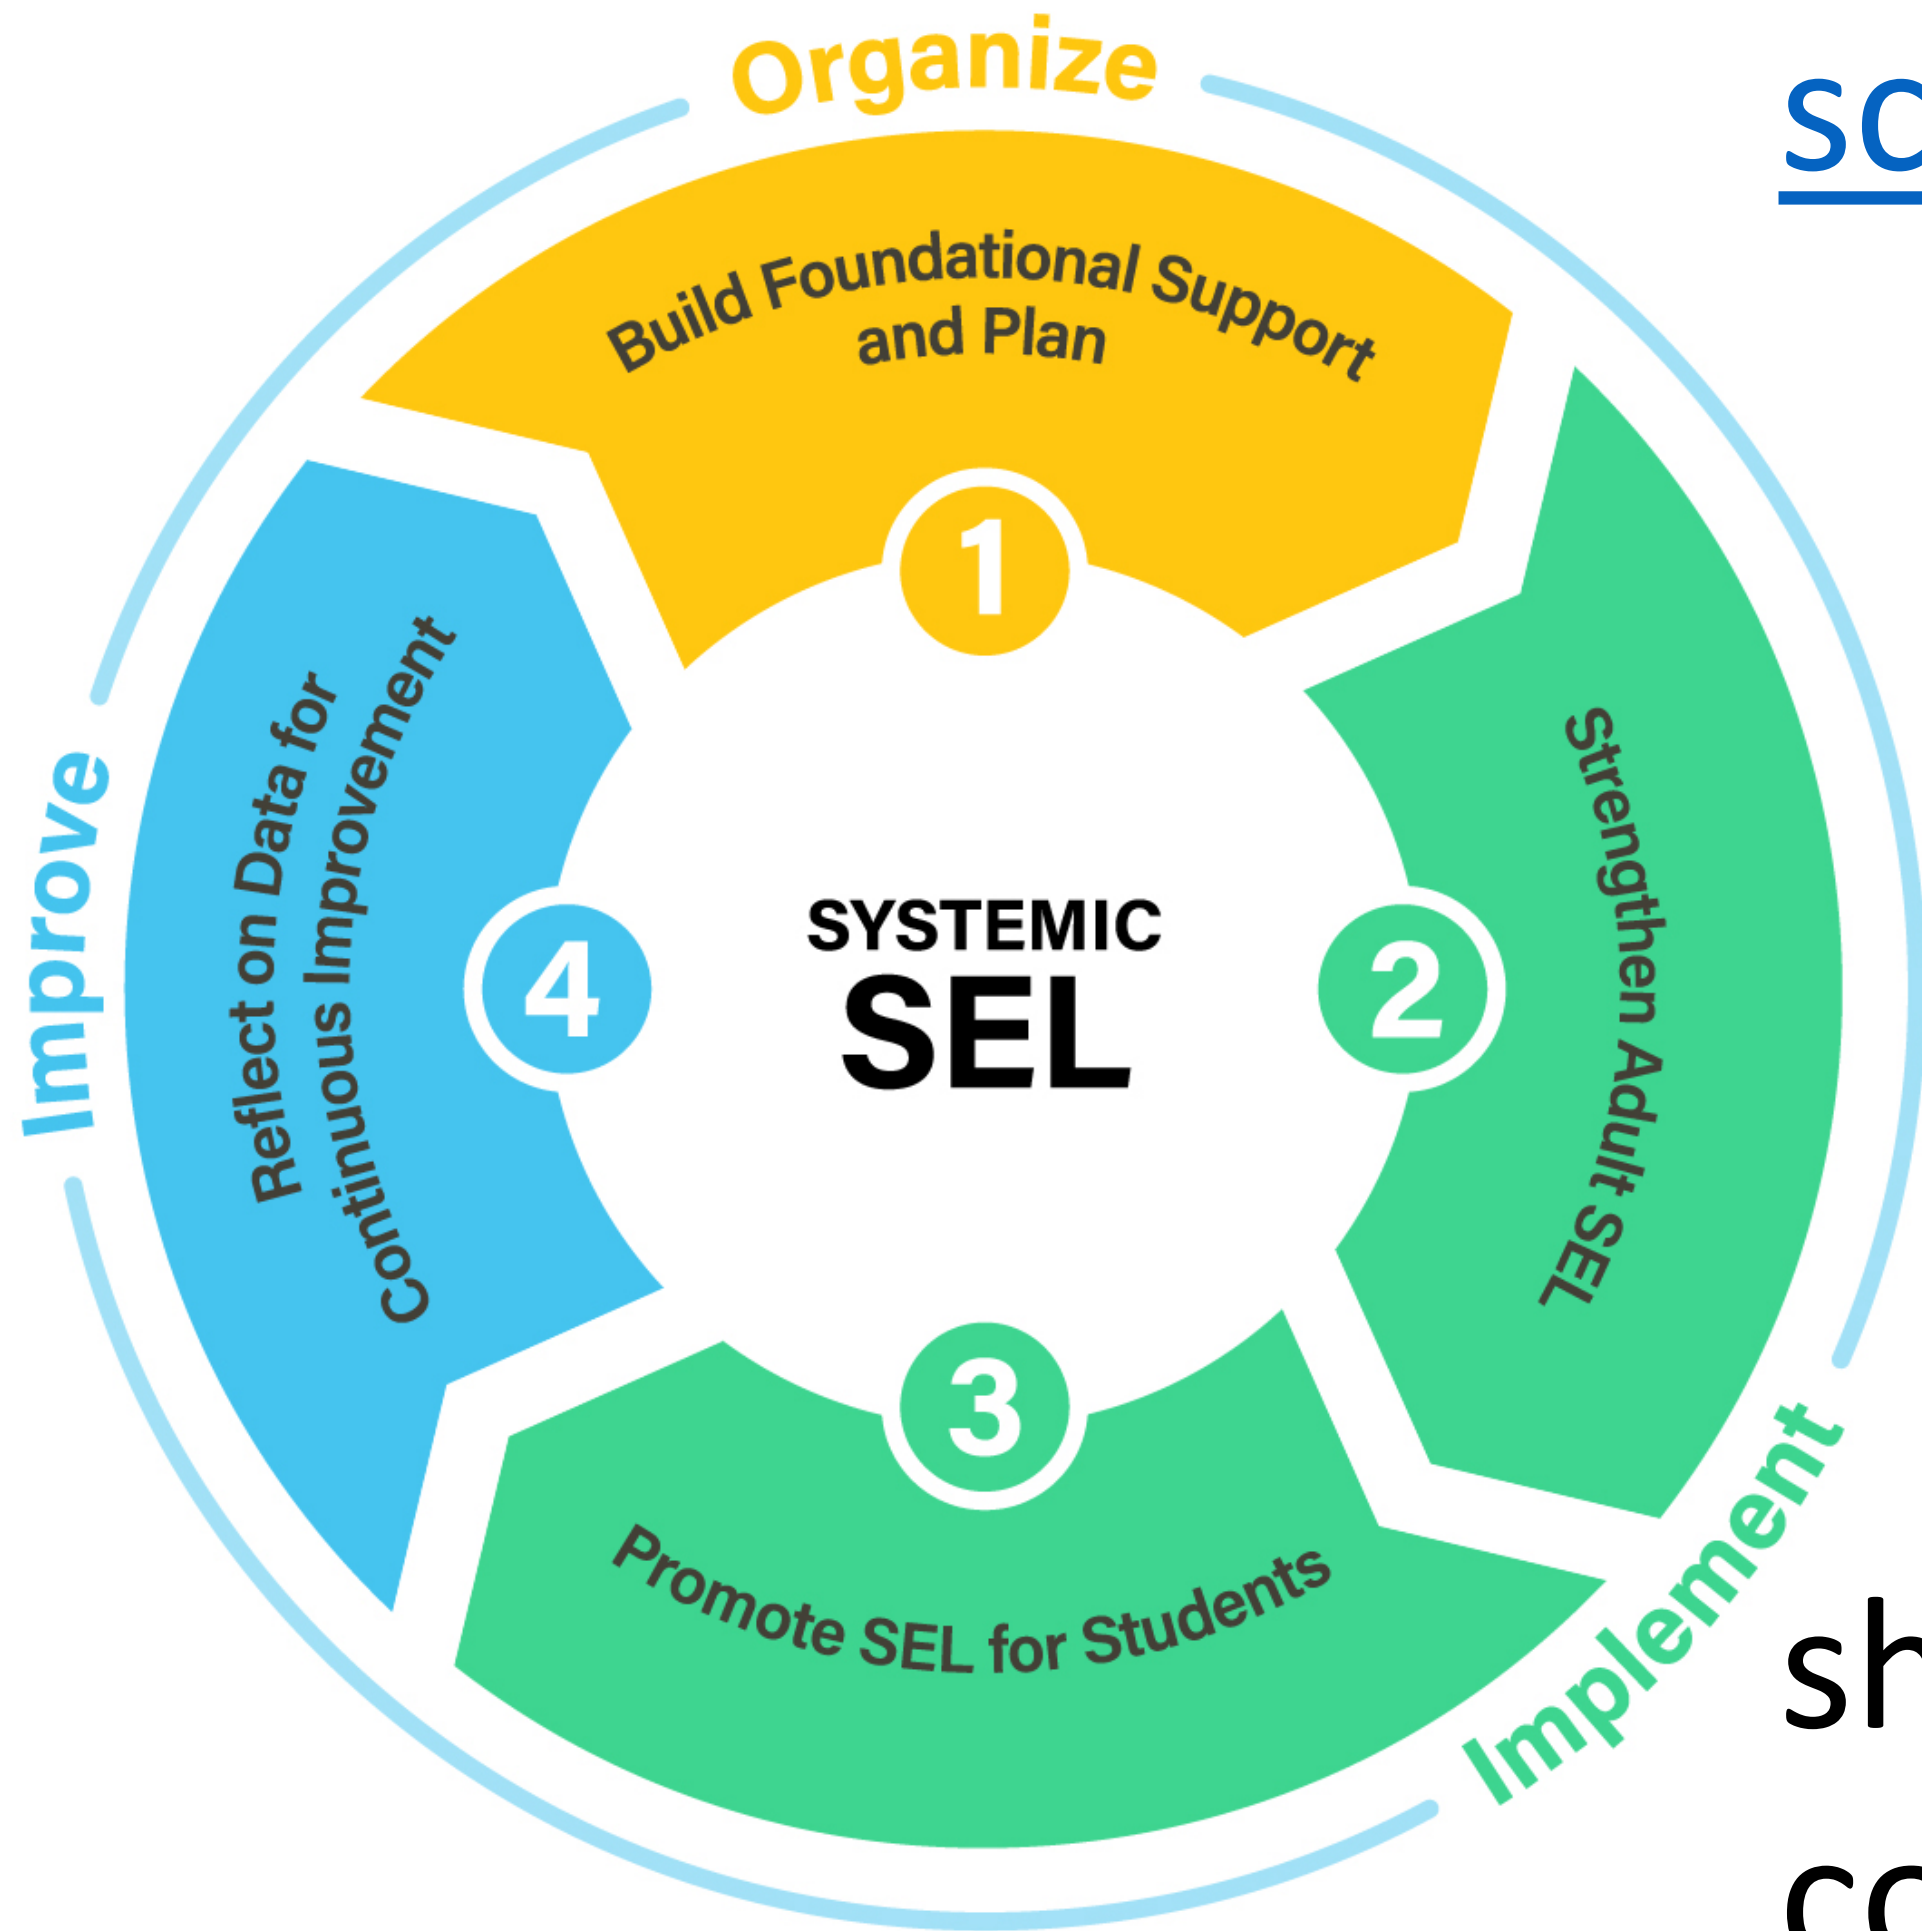 Organize
Build Foundational Support
and Plan
1
Strengthen Adult SEL
2
Implement
Promote SEL for Students
3
Improve
Reflect on Data for
Continuous Improvement
4
SYSTEMIC
SEL